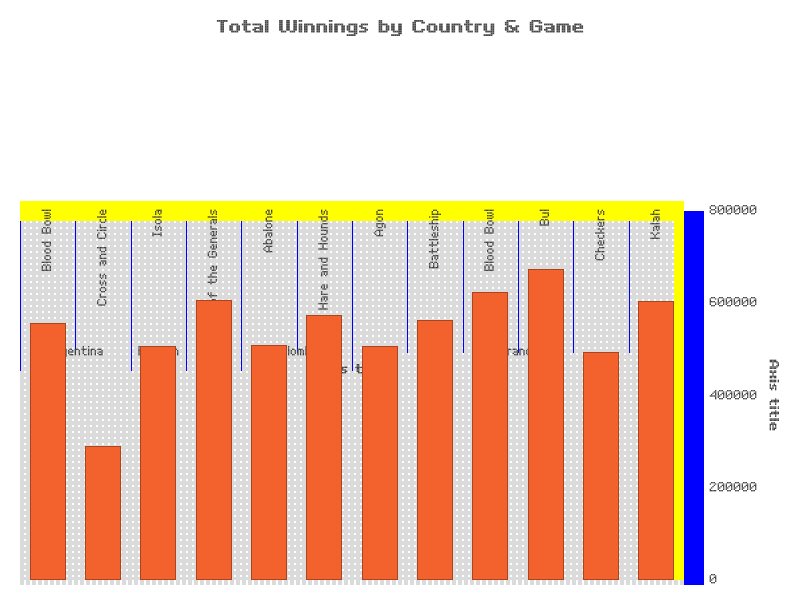 Total Winnings by Country & Game
Blood Bowl
Cross and Circle
Isola
of the Generals
Abalone
Hare and Hounds
Agon
Battleship
Blood Bowl
Bul
Checkers
Kalah
800000
600000
400000
200000
0
Axis title